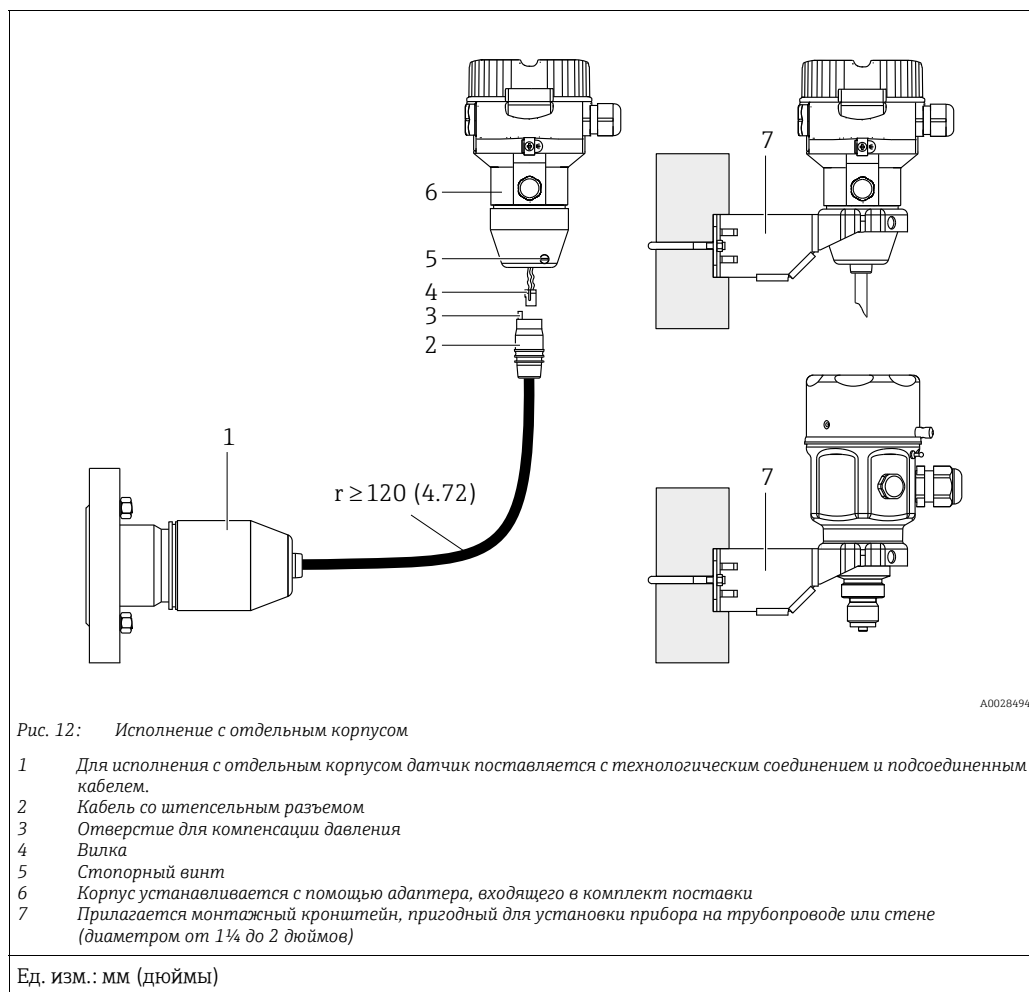 7
6
5
4
3
2
1
r ≥ 120 (4.72)
7
A0028494
Рис. 12: Исполнение с отдельным корпусом
1 Для исполнения с отдельным корпусом датчик поставляется с технологическим соединением и подсоединенным
кабелем.
2 Кабель со штепсельным разъемом
3 Отверстие для компенсации давления
4 Вилка
5 Стопорный винт
6 Корпус устанавливается с помощью адаптера, входящего в комплект поставки
7 Прилагается монтажный кронштейн, пригодный для установки прибора на трубопроводе или стене
(диаметром от 1¼ до 2 дюймов)
Ед. изм.: мм (дюймы)